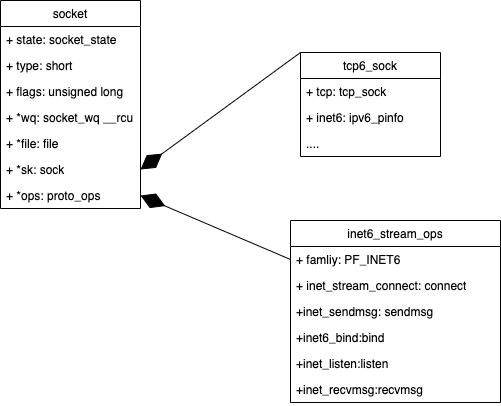 socket
+ state: socket_state
+ type: short
+ flags: unsigned long
+ *wq: socket_wq __rcu
+ *file: file
+ *sk: sock
+ *ops: proto_ops
tcp6_sock
+ tcp: tcp_sock
+ inet6: ipv6_pinfo
....
inet6_stream_ops
+ famliy: PF_INET6
+ inet_stream_connect: connect
+inet_sendmsg: sendmsg
+inet6_bind:bind
+inet_listen:listen
+inet_recvmsg:recvmsg